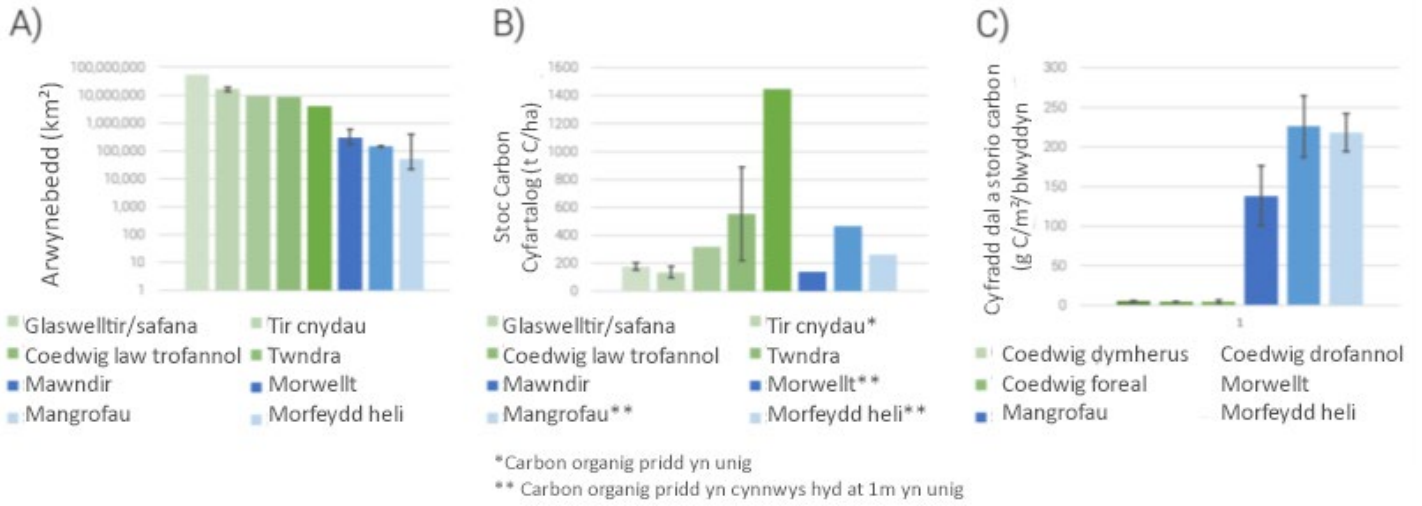 A)
Arwynebedd (km²)
100,000,000
10,000,000
1,000,000
100,000
10,000
1,000
100
10
1
Glaswelltir/safana
Tir cnydau
Coedwig law trofannol
Twndra
Mawndir
Morwellt
Mangrofau
Morfeydd heli
B)
Stoc Carbon
Cyfartalog (t C/ha)
1600
1400
1200
1000
800
600
400
200
0
Glaswelltir/safana
Tir cnydau*
Coedwig law trofannol
Twndra
Mawndir
Morwellt**
Mangrofau**
Morfeydd heli**
*Carbon organig pridd yn unig
** Carbon organig pridd yn cynnwys hyd at 1m yn unig
C)
Cyfradd dal a storio carbon
(g C/m²/blwyddyn
300
250
200
150
100
50
0
1
Coedwig dymherus
Coedwig drofannol
Coedwig foreal
Morwellt
Mangrofau
Morfeydd heli